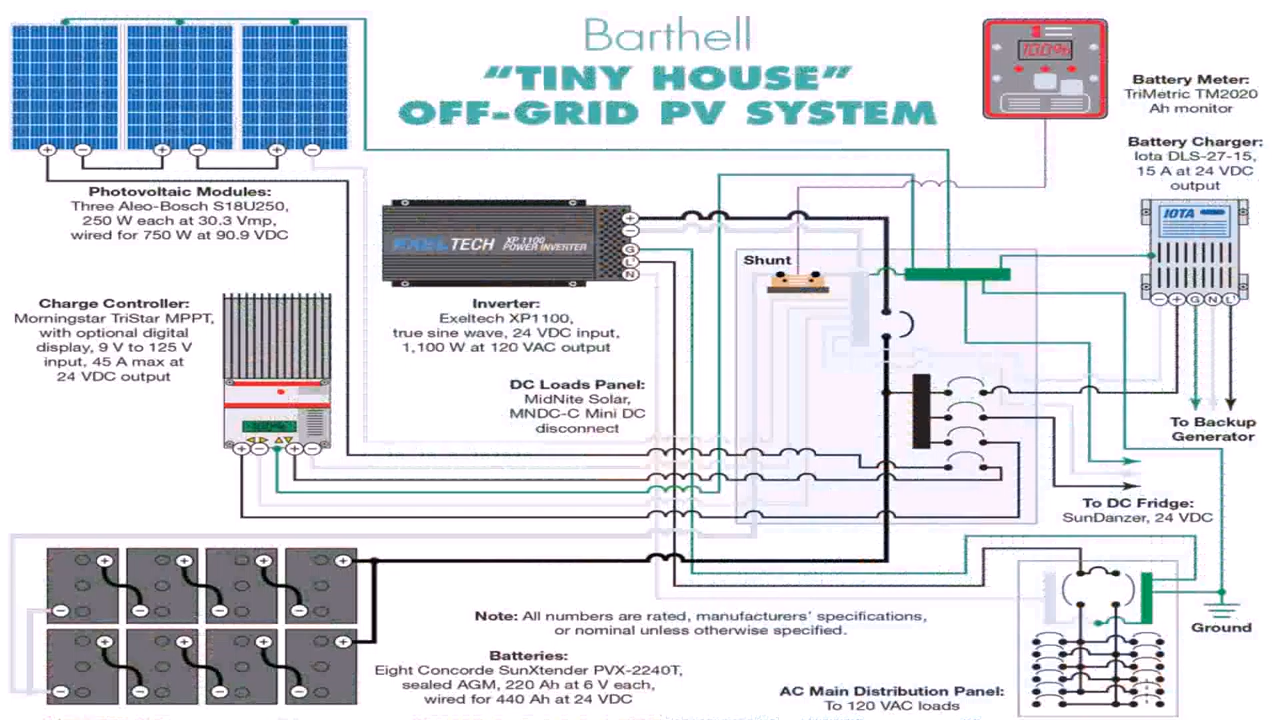 Barthell
“TINY HOUSE”
OFF-GRID PV SYSTEM
100%
Battery Meter:
TriMetric TM2020
Ah monitor
Battery Charger:
Iota DLS-27-15,
15 A at 24 VDC
output
IOTA
Photovoltaic Modules:
Three Aleo-Bosch S18U250,
250 W each at 30.3 Vmp,
wired for 750 W at 90.9 VDC
EXELTECH XP1100
POWER INVERTER
+
−
G
L
N
Shunt
− + G N L
Charge Controller:
Morningstar TriStar MPPT,
with optional digital
display, 9 V to 125 V
input, 45 A max at
24 VDC output
Inverter:
Exeltech XP1100,
true sine wave, 24 VDC input,
1,100 W at 120 VAC output
DC Loads Panel:
MidNite Solar,
MNDC-C Mini DC
disconnect
To Backup
Generator
To DC Fridge:
SunDanzer, 24 VDC
Note: All numbers are rated, manufacturers’ specifications,
or nominal unless otherwise specified.
Ground
Batteries:
Eight Concorde SunXtender PVX-2240T,
sealed AGM, 220 Ah at 6 V each,
wired for 440 Ah at 24 VDC
AC Main Distribution Panel:
To 120 VAC loads